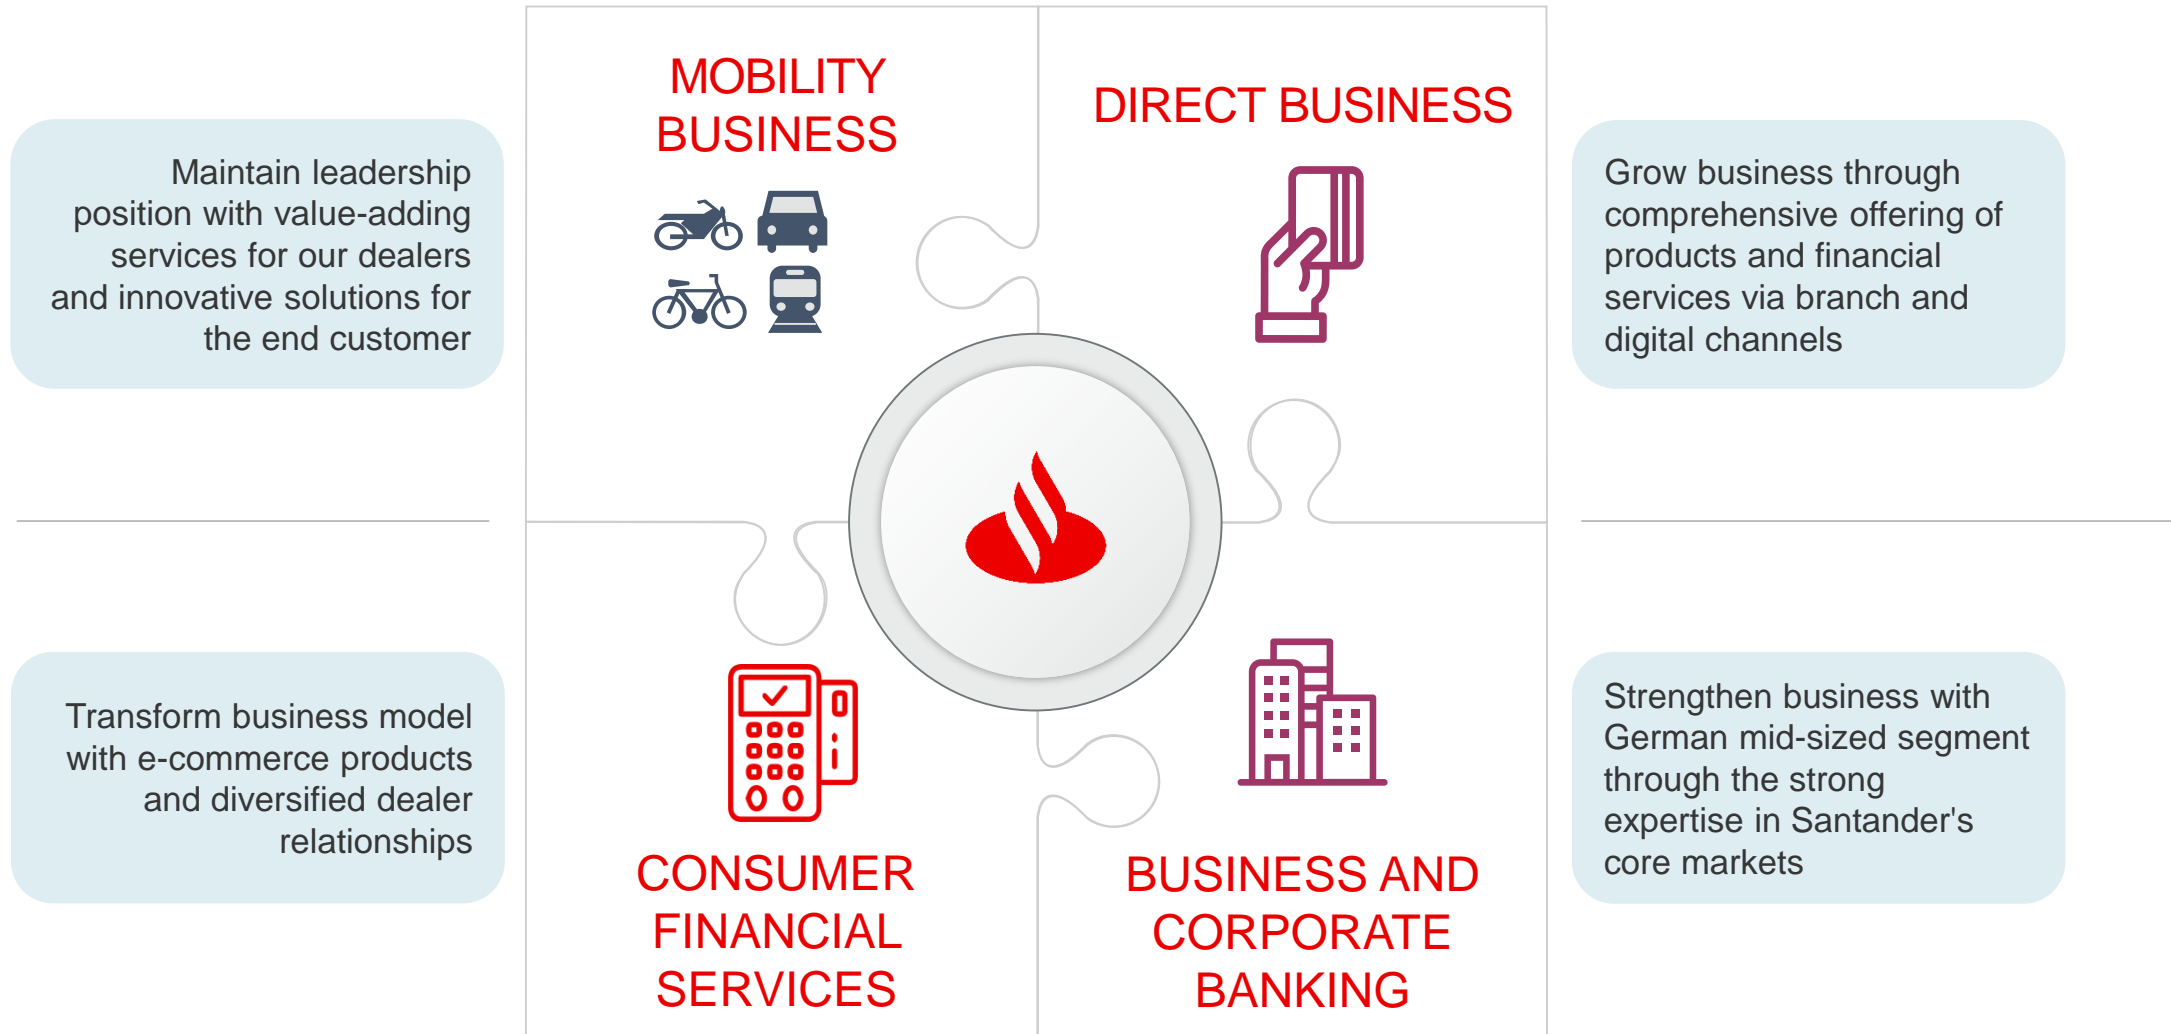 MOBILITY
BUSINESS
Maintain leadership
position with value-adding
services for our dealers
and innovative solutions for
the end customer
DIRECT BUSINESS
Grow business through
comprehensive offering of
products and financial
services via branch and
digital channels
Transform business model
with e-commerce products
and diversified dealer
relationships
CONSUMER
FINANCIAL
SERVICES
BUSINESS AND
CORPORATE
BANKING
Strengthen business with
German mid-sized segment
through the strong
expertise in Santander's
core markets